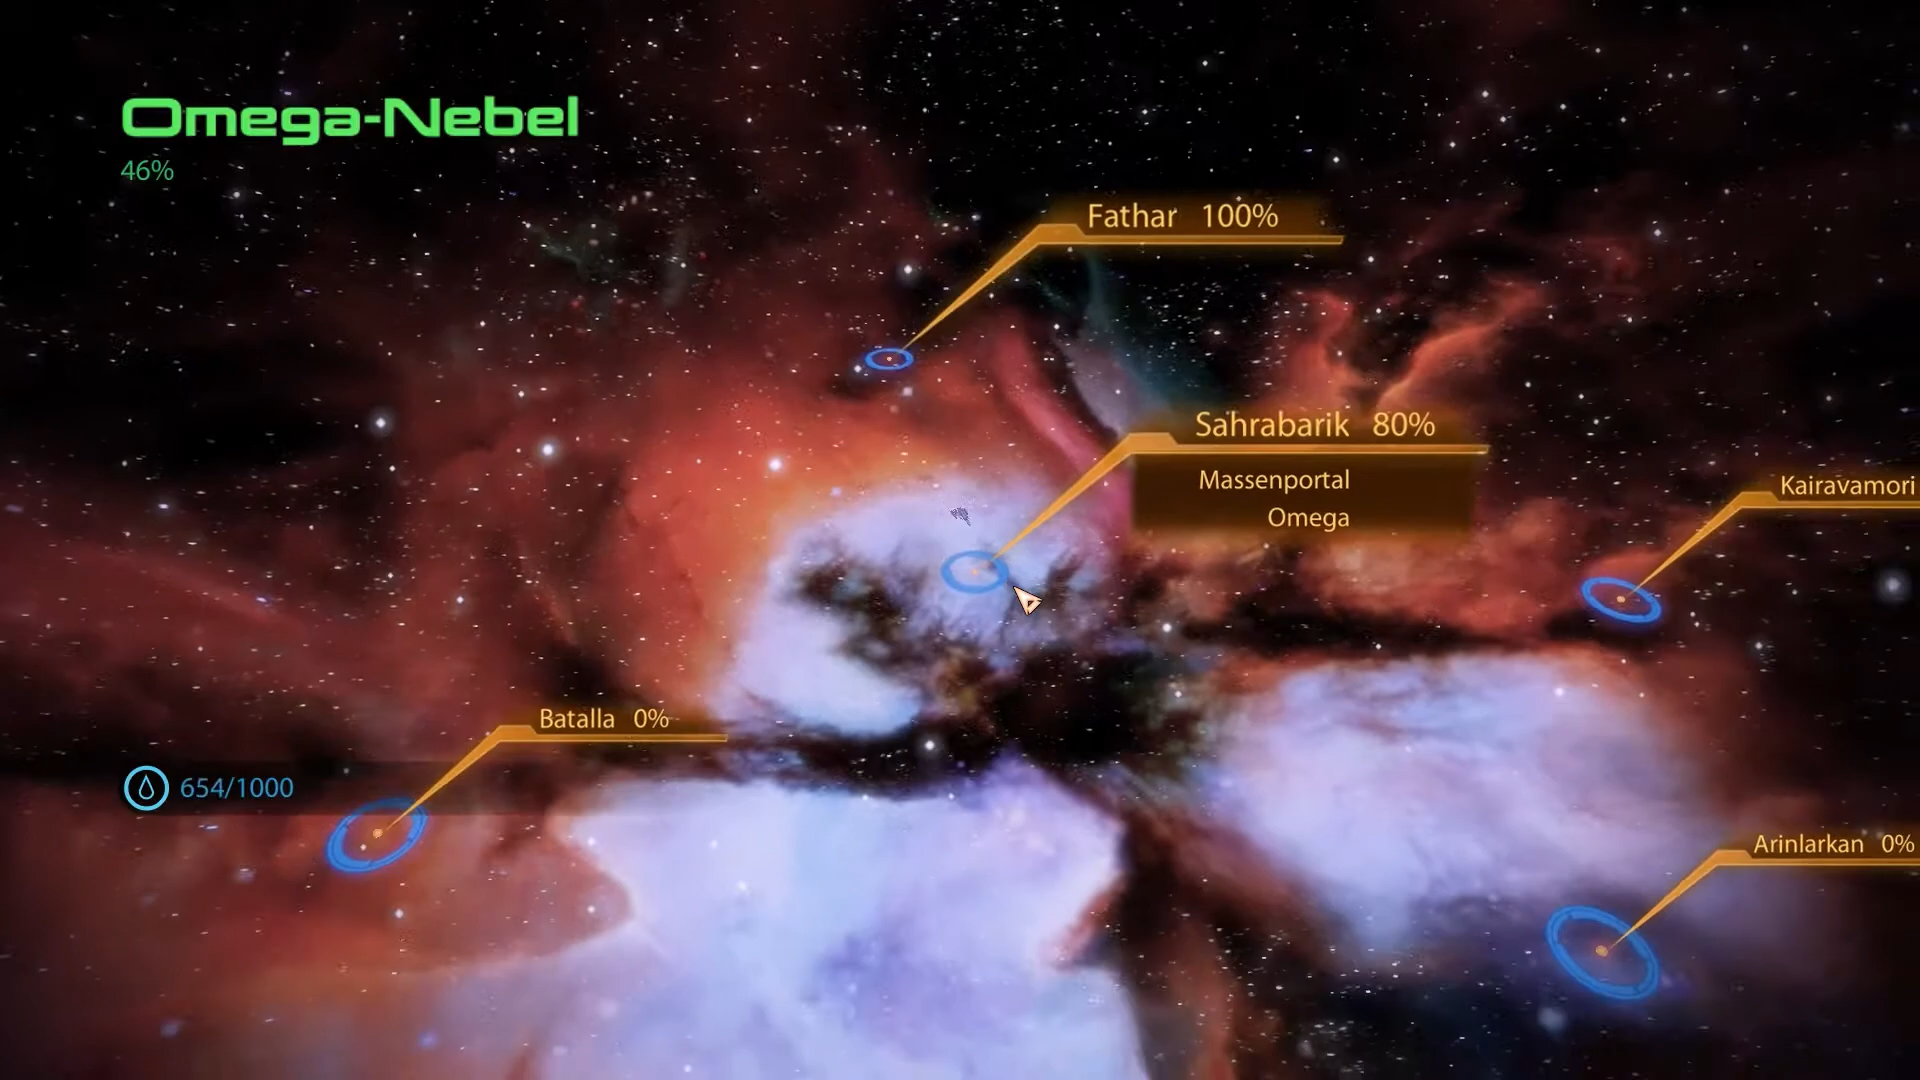 Omega-Nebel
46%
Fathar 100%
Sahrabarik 80%
Massenportal
Omega
Kairavamori
Batalla 0%
654/1000
Arinlarkan 0%